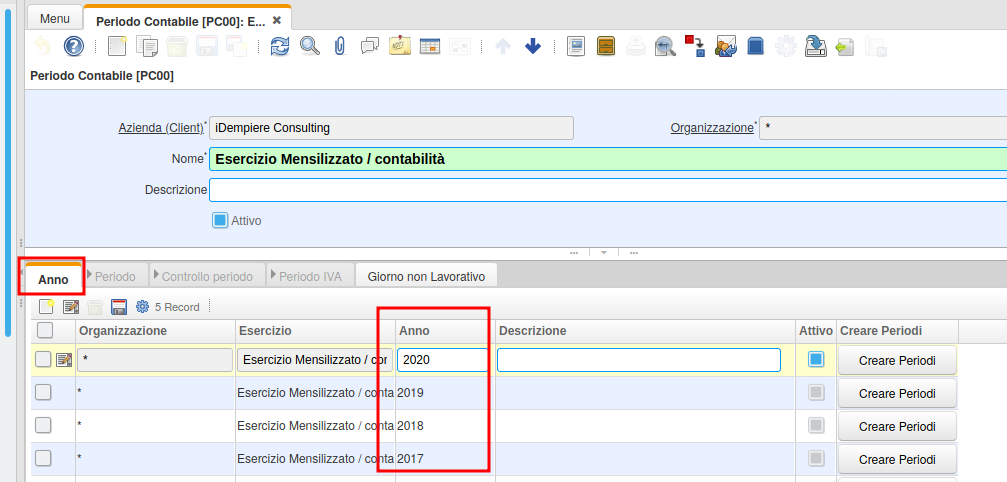 Menu
Periodo Contabile [PC00]: E...
Periodo Contabile [PC00]
Azienda (Client)* iDempiere Consulting Organizzazione* *
Nome* Esercizio Mensilizzato / contabilità
Descrizione
Attivo
Anno Periodo Controllo periodo Periodo IVA Giorno non Lavorativo
5 Record
Organizzazione Esercizio Anno Descrizione Attivo Creare Periodi
* Esercizio Mensilizzato / cor 2020 Creare Periodi
* Esercizio Mensilizzato / conta 2019 Creare Periodi
* Esercizio Mensilizzato / conta 2018 Creare Periodi
* Esercizio Mensilizzato / conta 2017 Creare Periodi